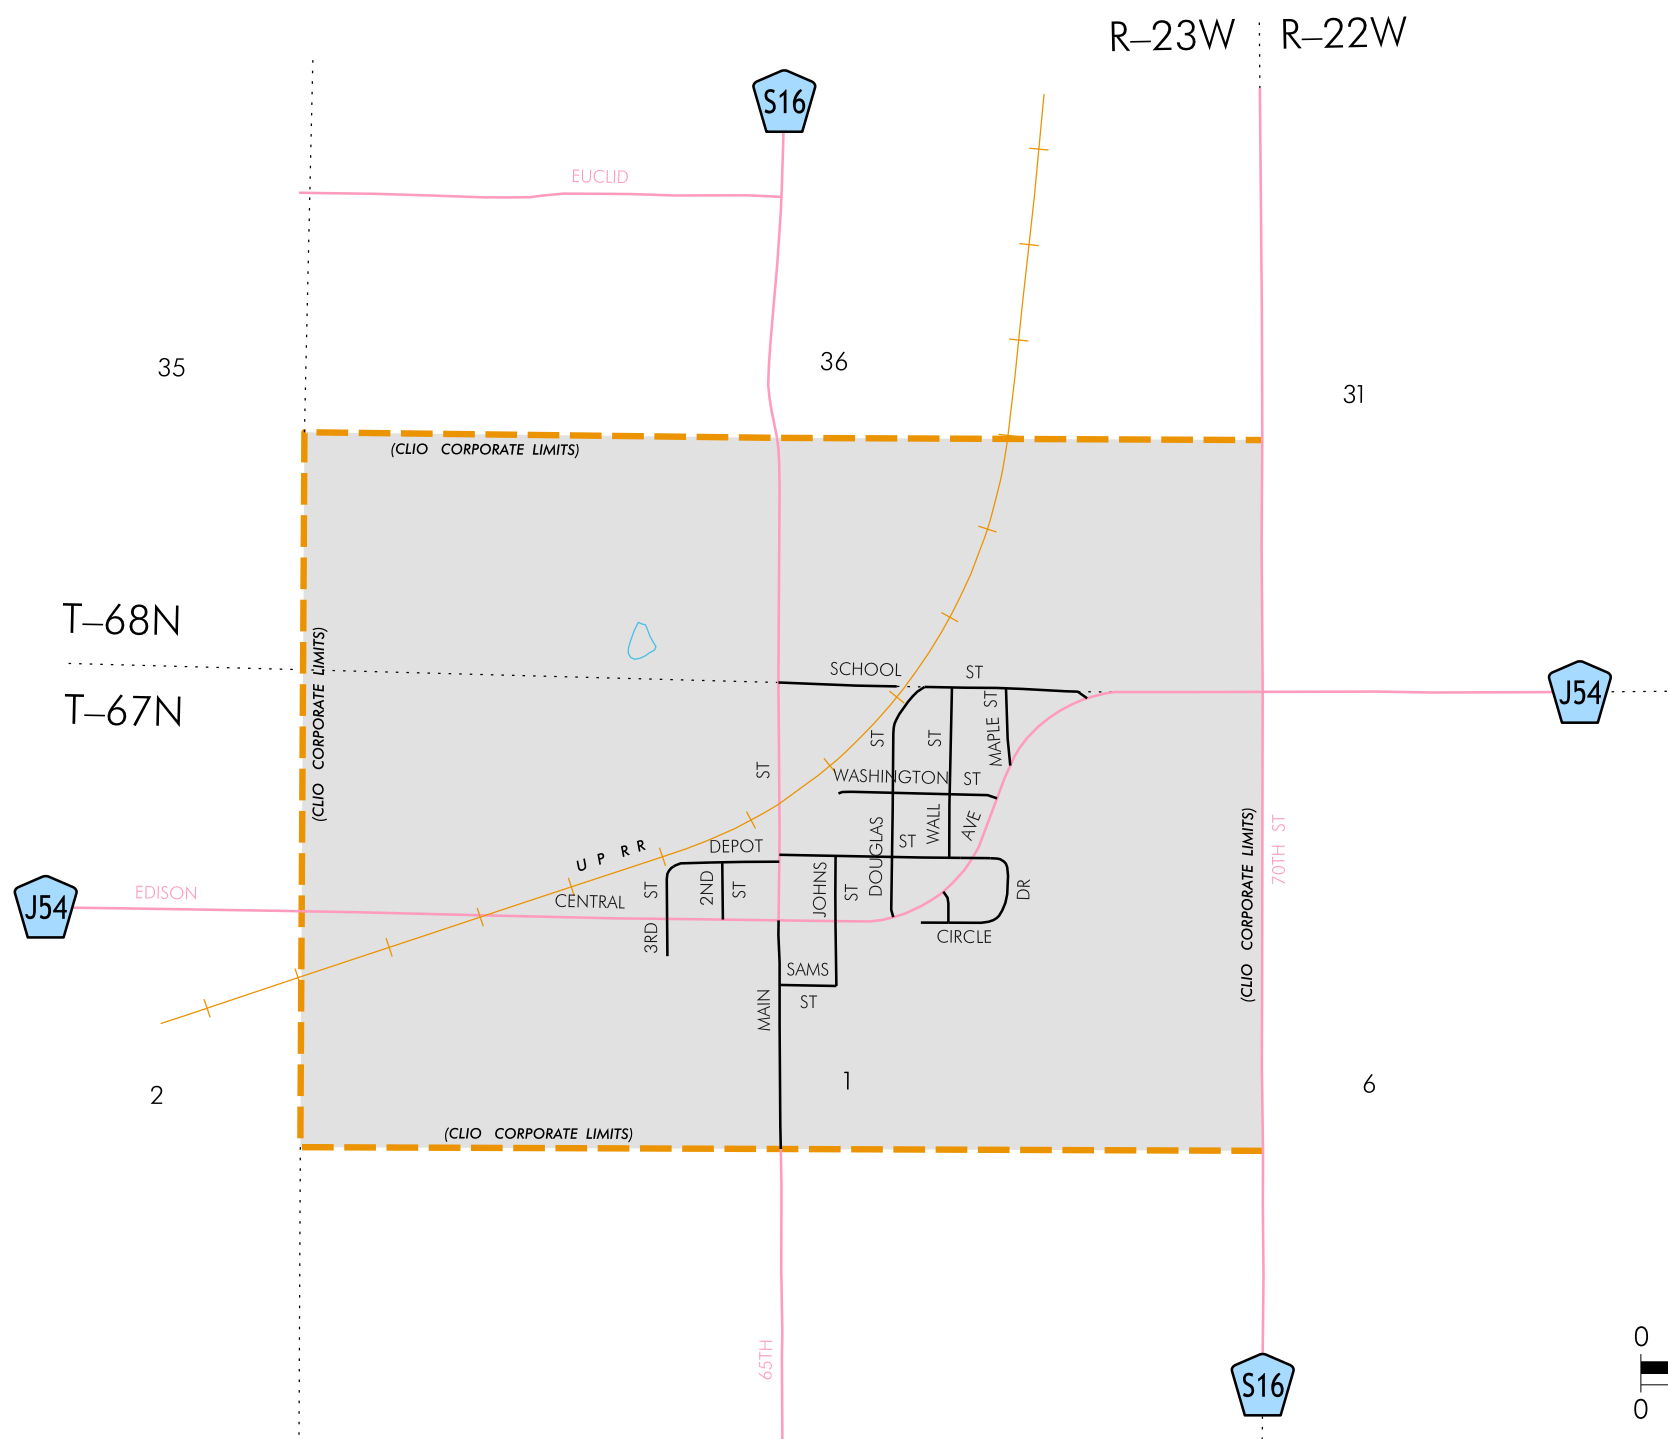 R–23W
R–22W
S16
EUCLID
35
36
31
(CLIO CORPORATE LIMITS)
T–68N
(CLIO CORPORATE LIMITS)
SCHOOL ST
J54
T–67N
MAPLE ST
ST
ST
ST
WASHINGTON ST
WALL
AVE
DOUGLAS
ST
U P R R
DEPOT
(CLIO CORPORATE LIMITS)
70TH ST
J54
EDISON
CENTRAL
3RD ST
2ND ST
JOHNS ST
DR
CIRCLE
SAMS
ST
MAIN
2
1
6
(CLIO CORPORATE LIMITS)
65TH
S16
0
0